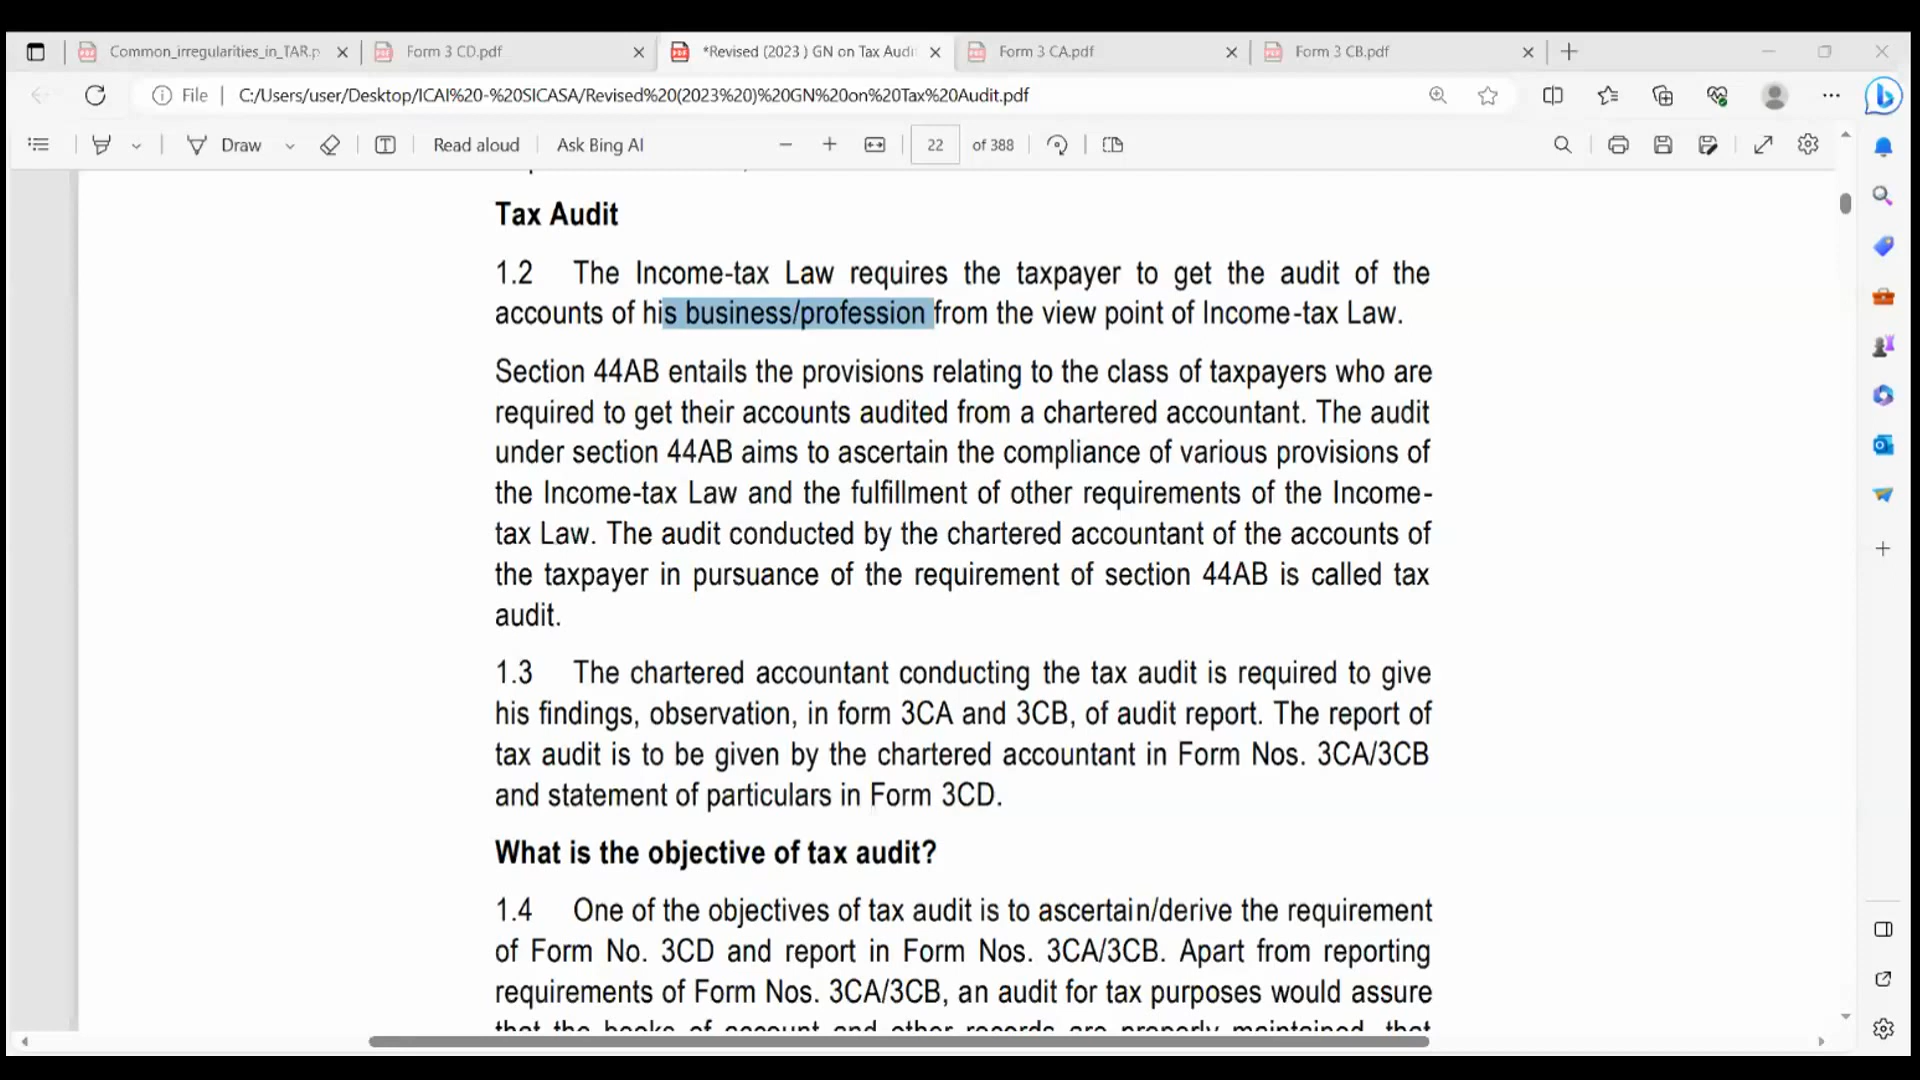 Common_irregularities_in_TAR.p
Form 3 CD.pdf
*Revised (2023 ) GN on Tax Audi
Form 3 CA.pdf
Form 3 CB.pdf
File
C:/Users/user/Desktop/ICAI%20-%20SICASA/Revised%20(2023%20)%20GN%20on%20Tax%20Audit.pdf
Draw
Read aloud
Ask Bing AI
22 of 388
Tax Audit
1.2 The Income-tax Law requires the taxpayer to get the audit of the
accounts of his business/profession from the view point of Income-tax Law.
Section 44AB entails the provisions relating to the class of taxpayers who are
required to get their accounts audited from a chartered accountant. The audit
under section 44AB aims to ascertain the compliance of various provisions of
the Income-tax Law and the fulfillment of other requirements of the Income-
tax Law. The audit conducted by the chartered accountant of the accounts of
the taxpayer in pursuance of the requirement of section 44AB is called tax
audit.
1.3 The chartered accountant conducting the tax audit is required to give
his findings, observation, in form 3CA and 3CB, of audit report. The report of
tax audit is to be given by the chartered accountant in Form Nos. 3CA/3CB
and statement of particulars in Form 3CD.
What is the objective of tax audit?
1.4 One of the objectives of tax audit is to ascertain/derive the requirement
of Form No. 3CD and report in Form Nos. 3CA/3CB. Apart from reporting
requirements of Form Nos. 3CA/3CB, an audit for tax purposes would assure
that the books of account and other records are properly maintained, that